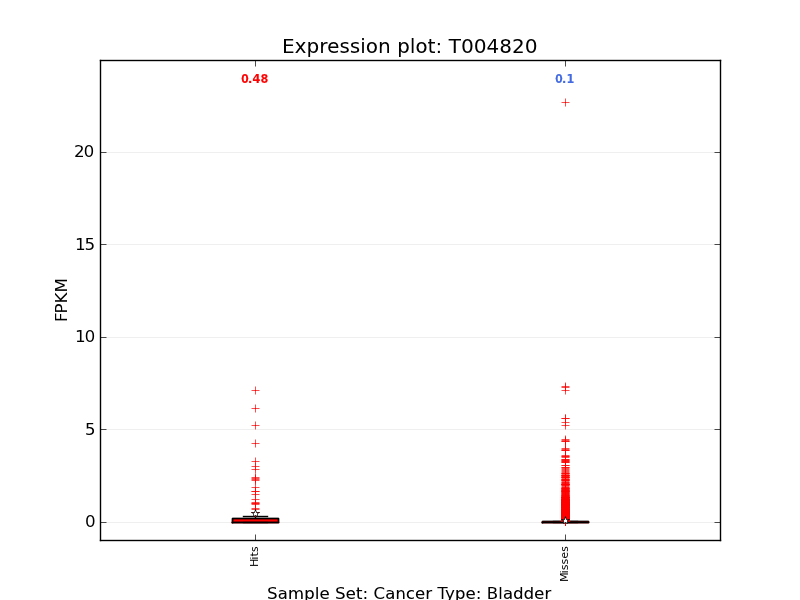 Expression plot: T004820
0.48
0.1
20
15
10
5
0
FPKM
Hits
Misses
Sample Set: Cancer Type: Bladder